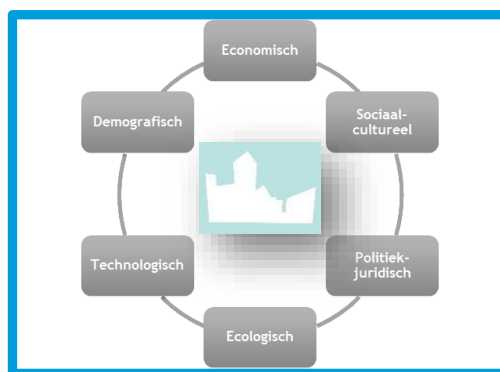 Economisch
Sociaal-
cultureel
Politiek-
juridisch
Ecologisch
Technologisch
Demografisch